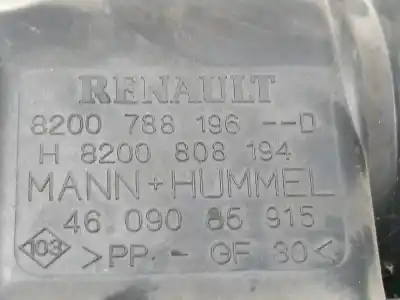 RENAULT
8200 788 196 --D
H 8200 808 194
MANN+HUMMEL
46 090 85 915
103 >PP - GF 30<